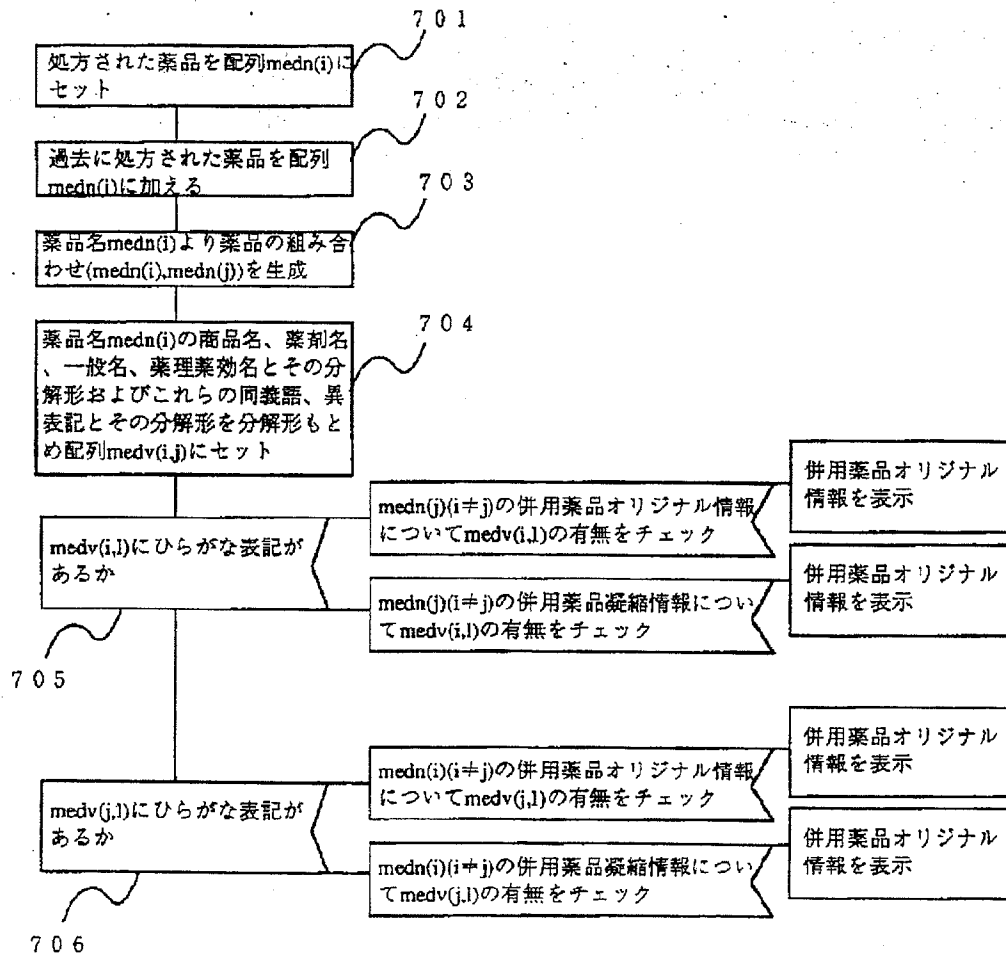 701
処方された薬品を配列medn(i)に
セット
702
過去に処方された薬品を配列
medn(i)に加える
703
薬品名medn(i)より薬品の組み合
わせ(medn(i),medn(j))を生成
704
薬品名medn(i)の商品名、薬剤名
、一般名、薬理薬効名とその分
解形およびこれらの同義語、異
表記とその分解形を分解形もと
め配列medv(i,j)にセット
medv(i,l)にひらがな表記が
あるか
705
medn(j)(i≠j)の併用薬品オリジナル情報
についてmedv(i,l)の有無をチェック
併用薬品オリジナル
情報を表示
medn(j)(i≠j)の併用薬品凝縮情報につい
てmedv(i,l)の有無をチェック
併用薬品オリジナル
情報を表示
medv(j,l)にひらがな表記が
あるか
706
medn(i)(i≠j)の併用薬品オリジナル情報
についてmedv(j,l)の有無をチェック
併用薬品オリジナル
情報を表示
medn(i)(i≠j)の併用薬品凝縮情報につい
てmedv(j,l)の有無をチェック
併用薬品オリジナル
情報を表示